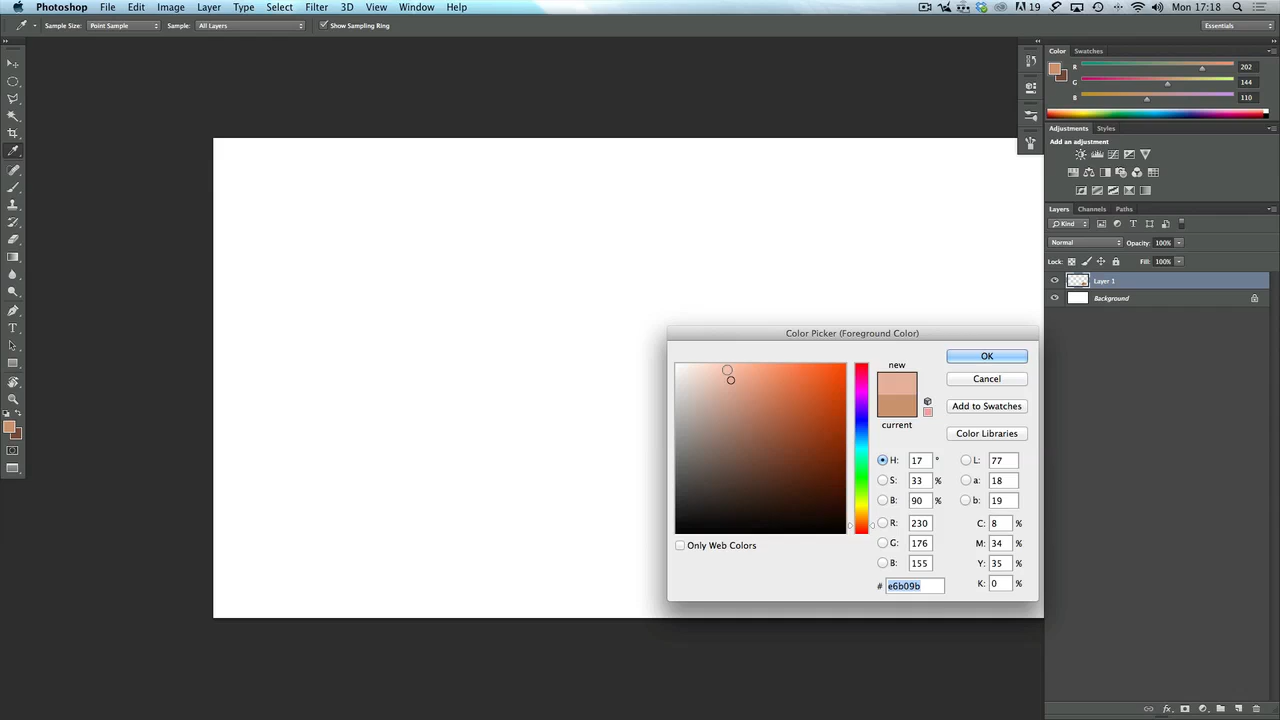 Photoshop File Edit Image Layer Type Select Filter 3D View Window Help 19 Mon 17:18
Sample Size: Point Sample Sample: All Layers Show Sampling Ring Essentials
Color Swatches
R 202
G 144
B 110
Adjustments Styles
Add an adjustment
Layers Channels Paths
Kind T
Normal Opacity: 100%
Lock: Fill: 100%
Layer 1
Background
Color Picker (Foreground Color)
new
current
OK
Cancel
Add to Swatches
Color Libraries
H: 17 ° L: 77
S: 33 % a: 18
B: 90 % b: 19
R: 230 C: 8 %
G: 176 M: 34 %
B: 155 Y: 35 %
# e6b09b K: 0 %
Only Web Colors
T
fx